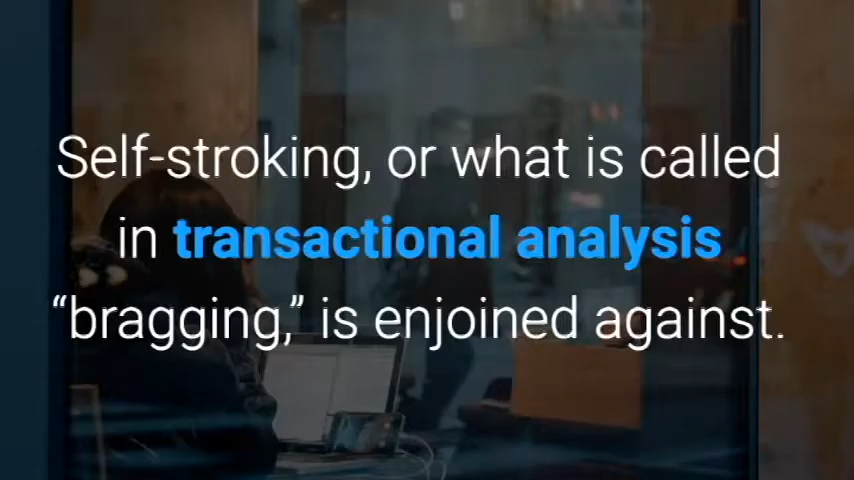 Self-stroking, or what is called
in transactional analysis
“bragging,” is enjoined against.